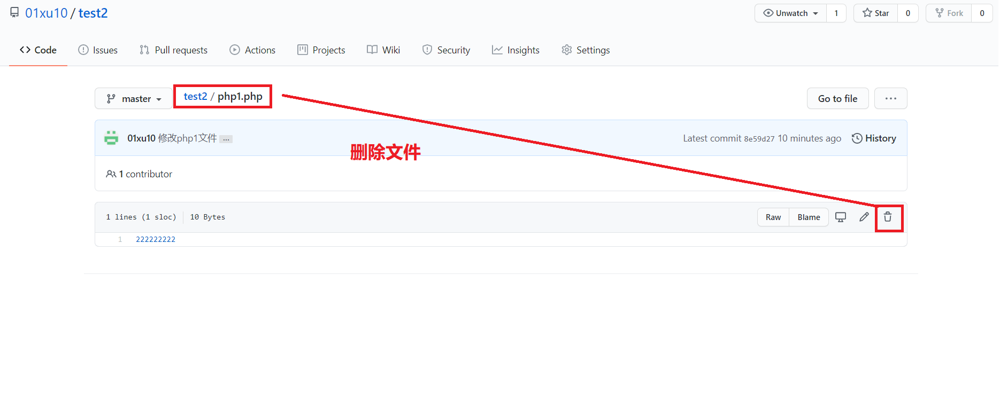 01xu10 / test2
Unwatch 1 Star 0 Fork 0
Code Issues Pull requests Actions Projects Wiki Security Insights Settings
master test2 / php1.php Go to file ...
01xu10 修改php1文件 ... Latest commit 8e59d27 10 minutes ago History
删除文件
1 contributor
1 lines (1 sloc) 10 Bytes Raw Blame
1 222222222